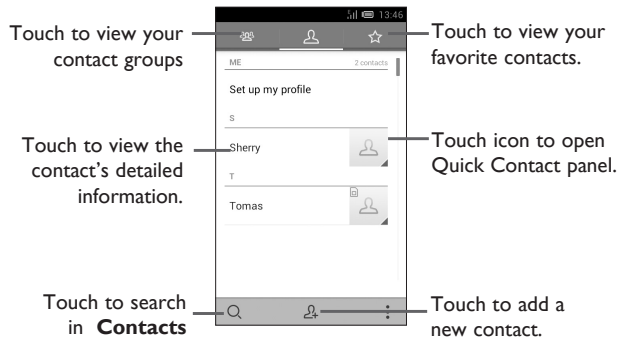 13:46
Touch to view your
contact groups
Touch to view your
favorite contacts.
ME 2 contacts
Set up my profile
S
Sherry
Touch to view the
contact's detailed
information.
Touch icon to open
Quick Contact panel.
T
Tomas
Touch to search
in Contacts
Touch to add a
new contact.